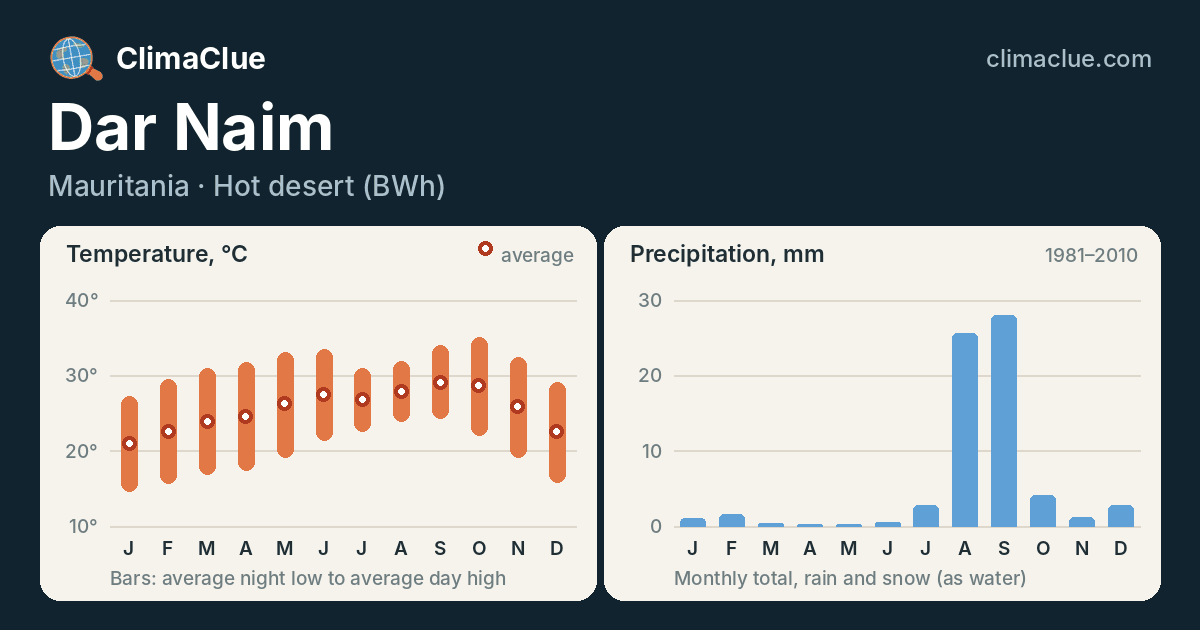 ClimaClue
climaclue.com
Dar Naim
Mauritania · Hot desert (BWh)
Temperature, °C
average
40°
30°
20°
10°
J F M A M J J A S O N D
Bars: average night low to average day high
Precipitation, mm
1981–2010
30
20
10
0
J F M A M J J A S O N D
Monthly total, rain and snow (as water)